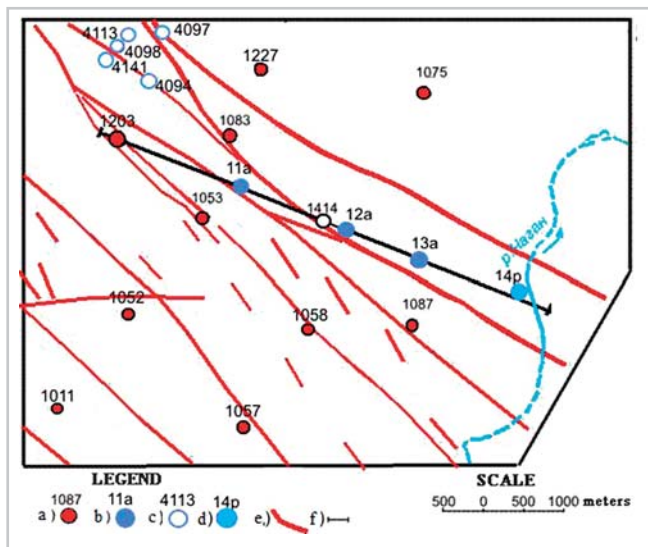 4113
4097
4098
4141
4094
1227
1075
1203
1083
11a
1053
1414
12a
13a
р.Назан
14p
1052
1058
1087
1011
1057
LEGEND
SCALE
1087
11a
4113
14p
a)
b)
c)
d)
e,)
f)
500 0 500 1000 meters